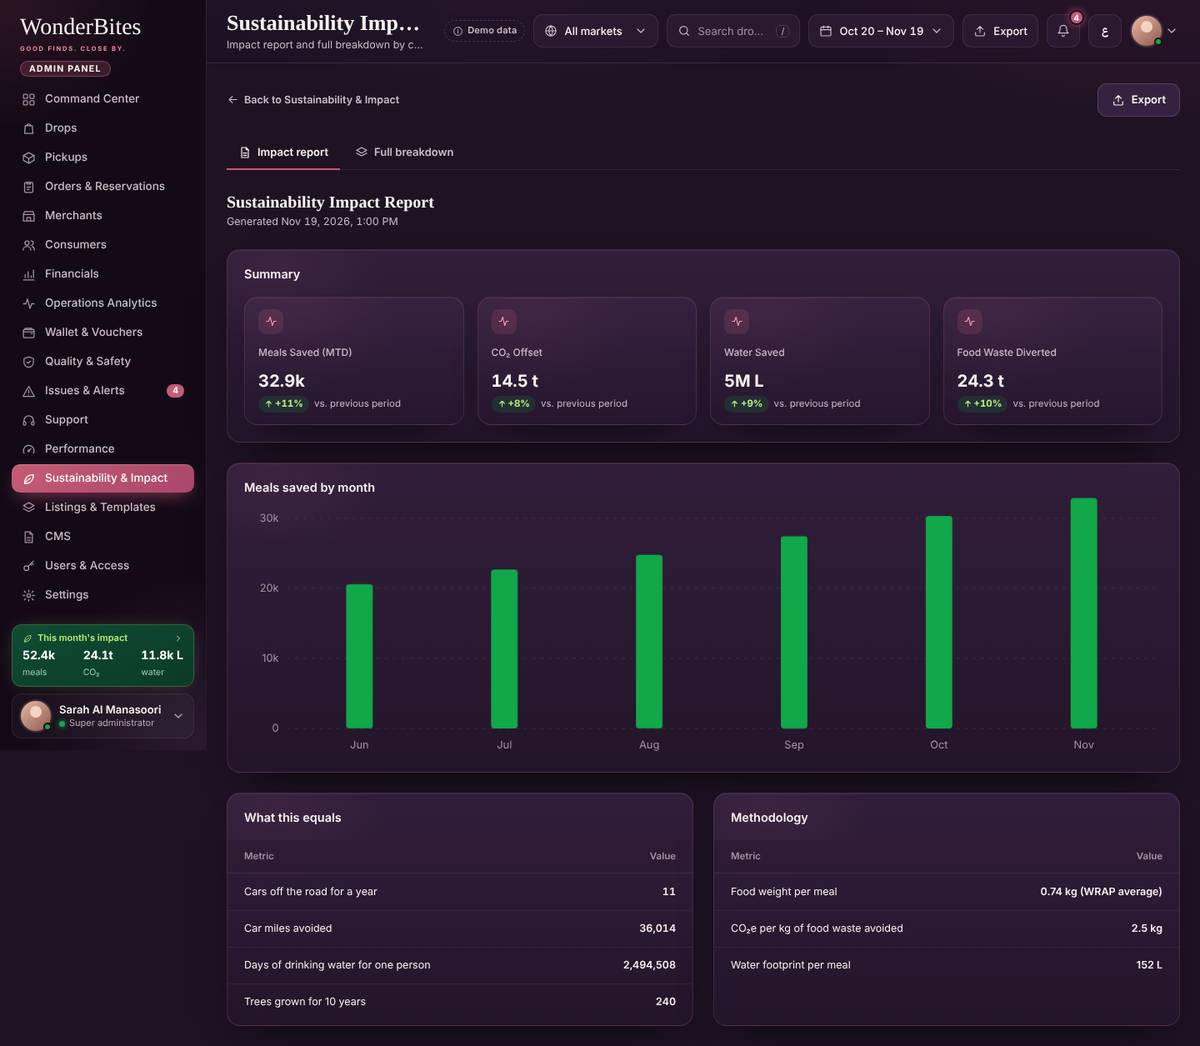 WonderBites
GOOD FINDS. CLOSE BY.
ADMIN PANEL
Command Center
Drops
Pickups
Orders & Reservations
Merchants
Consumers
Financials
Operations Analytics
Wallet & Vouchers
Quality & Safety
Issues & Alerts 4
Support
Performance
Sustainability & Impact
Listings & Templates
CMS
Users & Access
Settings
This month's impact
52.4k 24.1t 11.8k L
meals CO₂ water
Sarah Al Manasoori
Super administrator
Sustainability Imp...
Impact report and full breakdown by c...
Demo data
All markets
Search dro... /
Oct 20 – Nov 19
Export
4
ع
Back to Sustainability & Impact
Export
Impact report Full breakdown
Sustainability Impact Report
Generated Nov 19, 2026, 1:00 PM
Summary
Meals Saved (MTD)
32.9k
+11% vs. previous period
CO₂ Offset
14.5 t
+8% vs. previous period
Water Saved
5M L
+9% vs. previous period
Food Waste Diverted
24.3 t
+10% vs. previous period
Meals saved by month
30k
20k
10k
0
Jun Jul Aug Sep Oct Nov
What this equals
Metric Value
Cars off the road for a year 11
Car miles avoided 36,014
Days of drinking water for one person 2,494,508
Trees grown for 10 years 240
Methodology
Metric Value
Food weight per meal 0.74 kg (WRAP average)
CO₂e per kg of food waste avoided 2.5 kg
Water footprint per meal 152 L